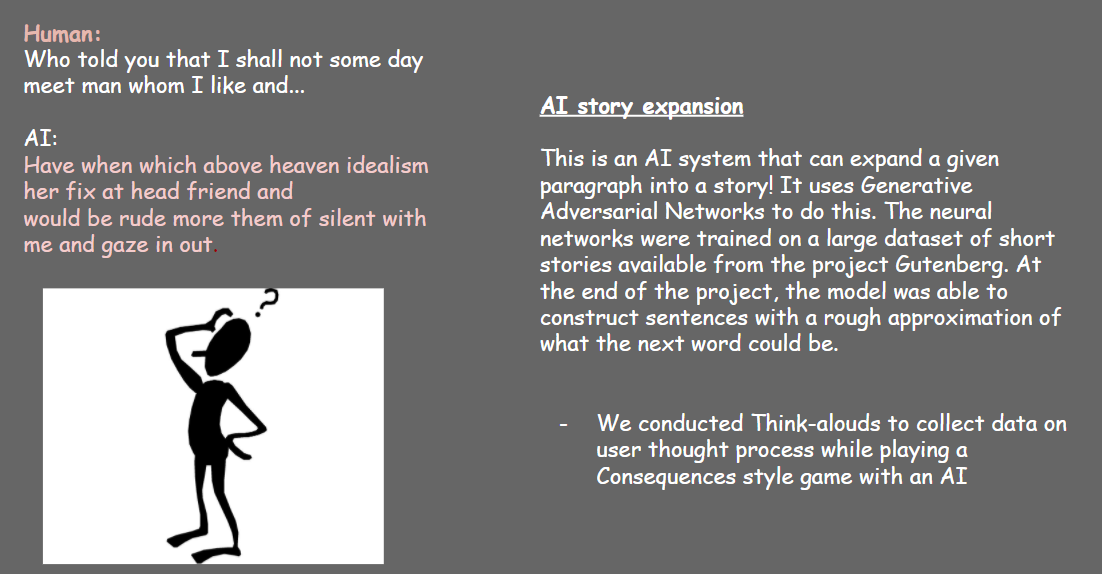 Human:
Who told you that I shall not some day
meet man whom I like and...
AI:
Have when which above heaven idealism
her fix at head friend and
would be rude more them of silent with
me and gaze in out.
?
AI story expansion
This is an AI system that can expand a given
paragraph into a story! It uses Generative
Adversarial Networks to do this. The neural
networks were trained on a large dataset of short
stories available from the project Gutenberg. At
the end of the project, the model was able to
construct sentences with a rough approximation of
what the next word could be.
- We conducted Think-alouds to collect data on
user thought process while playing a
Consequences style game with an AI